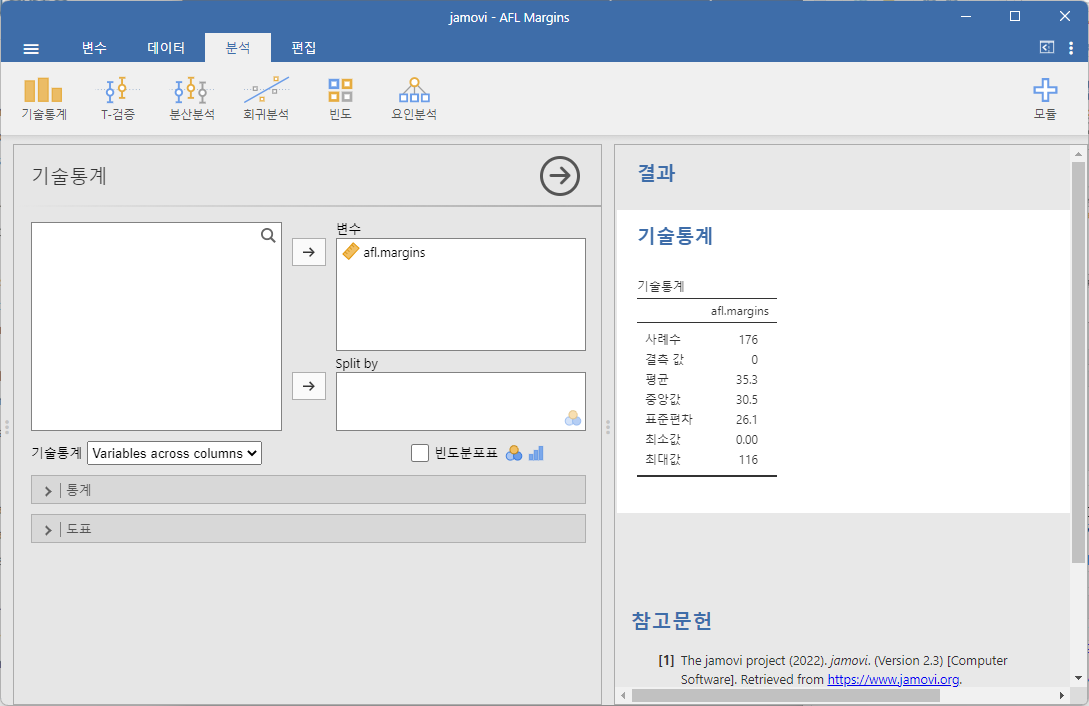 jamovi - AFL Margins
변수 데이터 분석 편집
기술통계 T-검증 분산분석 회귀분석 빈도 요인분석 모듈
기술통계
변수
afl.margins
Split by
기술통계 Variables across columns 빈도분포표
통계
도표
결과
기술통계
기술통계
afl.margins
사례수 176
결측 값 0
평균 35.3
중앙값 30.5
표준편차 26.1
최소값 0.00
최대값 116
참고문헌
[1] The jamovi project (2022). jamovi. (Version 2.3) [Computer
Software]. Retrieved from https://www.jamovi.org.